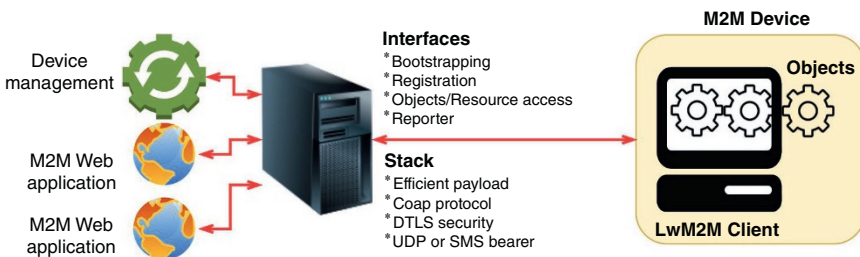 Device
management
M2M Web
application
M2M Web
application
Interfaces
*Bootstrapping
*Registration
*Objects/Resource access
*Reporter
Stack
*Efficient payload
*Coap protocol
*DTLS security
*UDP or SMS bearer
M2M Device
Objects
LwM2M Client